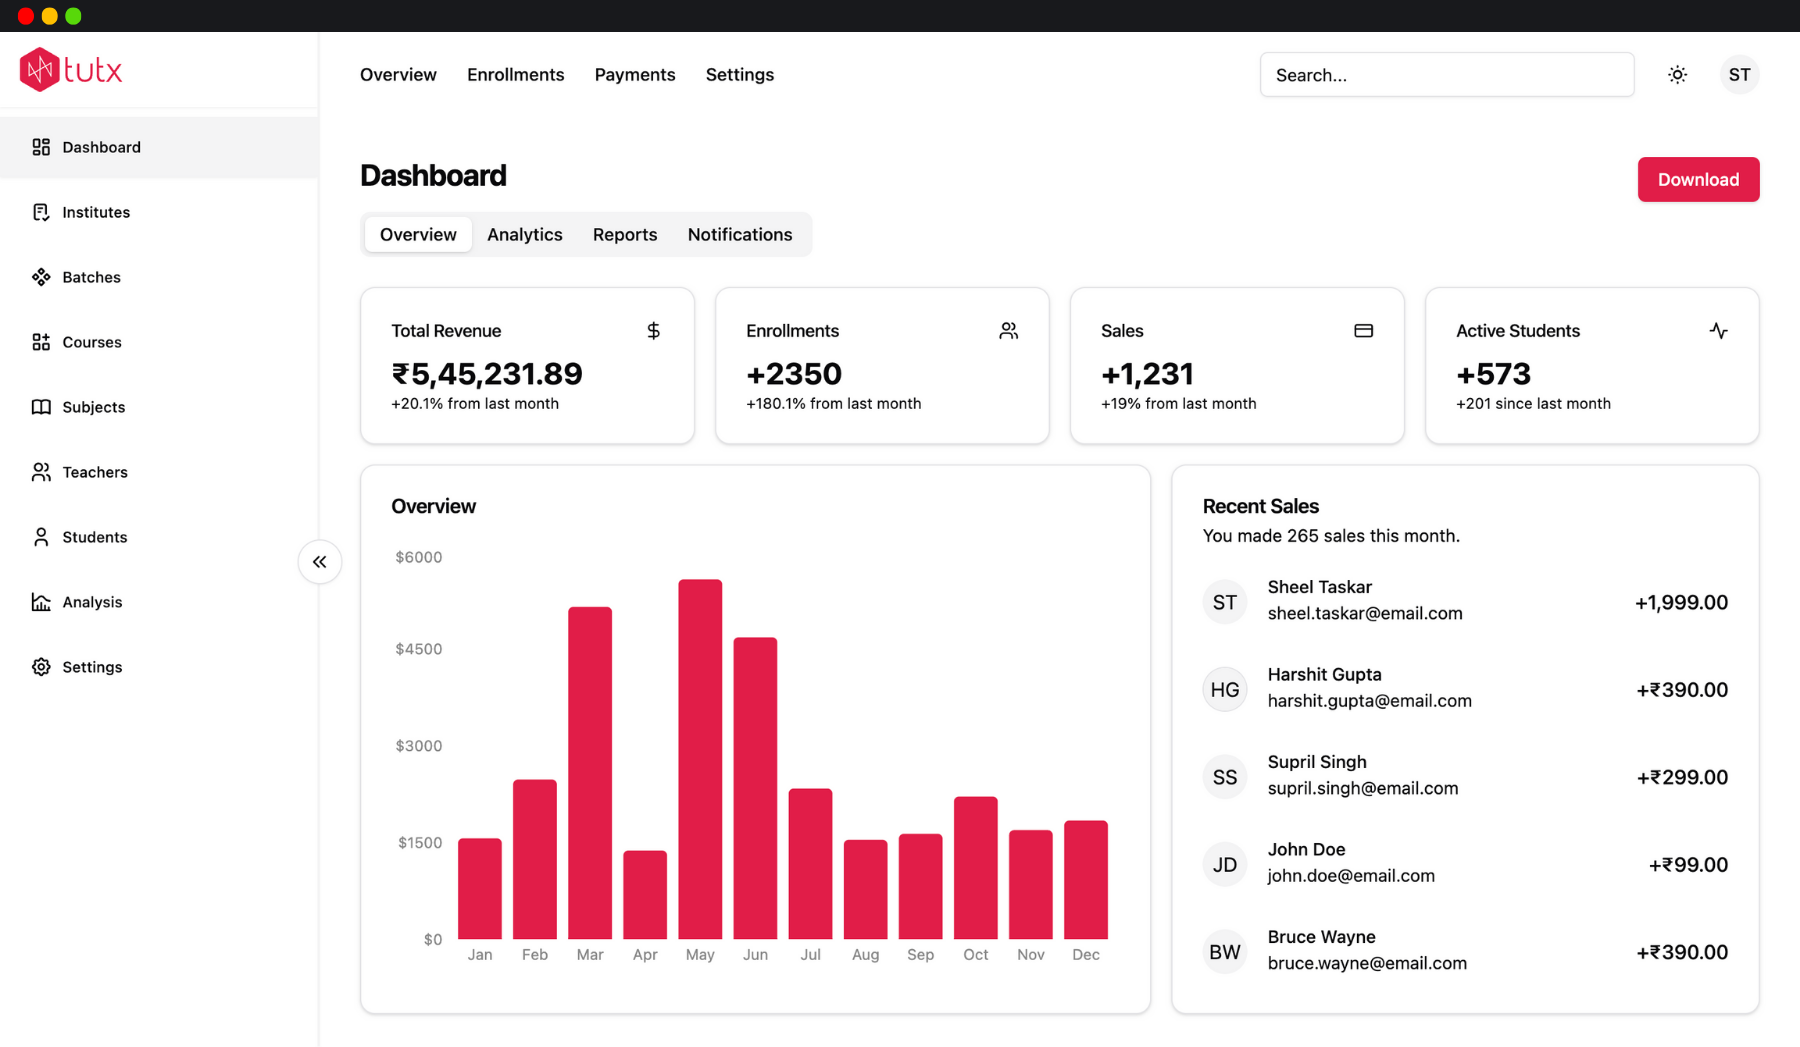 tutx
Overview Enrollments Payments Settings
Search...
ST
Dashboard
Institutes
Batches
Courses
Subjects
Teachers
Students
Analysis
Settings
Dashboard
Download
Overview Analytics Reports Notifications
Total Revenue
$
₹5,45,231.89
+20.1% from last month
Enrollments
+2350
+180.1% from last month
Sales
+1,231
+19% from last month
Active Students
+573
+201 since last month
Overview
$6000
$4500
$3000
$1500
$0
Jan Feb Mar Apr May Jun Jul Aug Sep Oct Nov Dec
Recent Sales
You made 265 sales this month.
ST
Sheel Taskar
sheel.taskar@email.com
+1,999.00
HG
Harshit Gupta
harshit.gupta@email.com
+₹390.00
SS
Supril Singh
supril.singh@email.com
+₹299.00
JD
John Doe
john.doe@email.com
+₹99.00
BW
Bruce Wayne
bruce.wayne@email.com
+₹390.00